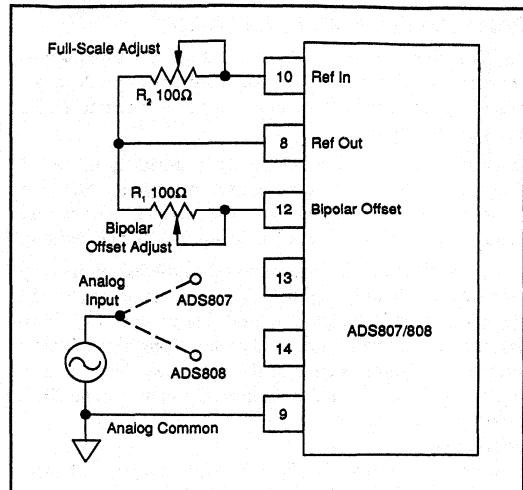 Full-Scale Adjust
R2 100Ω
10 Ref In
8 Ref Out
R1 100Ω
12 Bipolar Offset
Bipolar
Offset Adjust
Analog
Input
ADS807
13
ADS807/808
14
ADS808
9
Analog Common